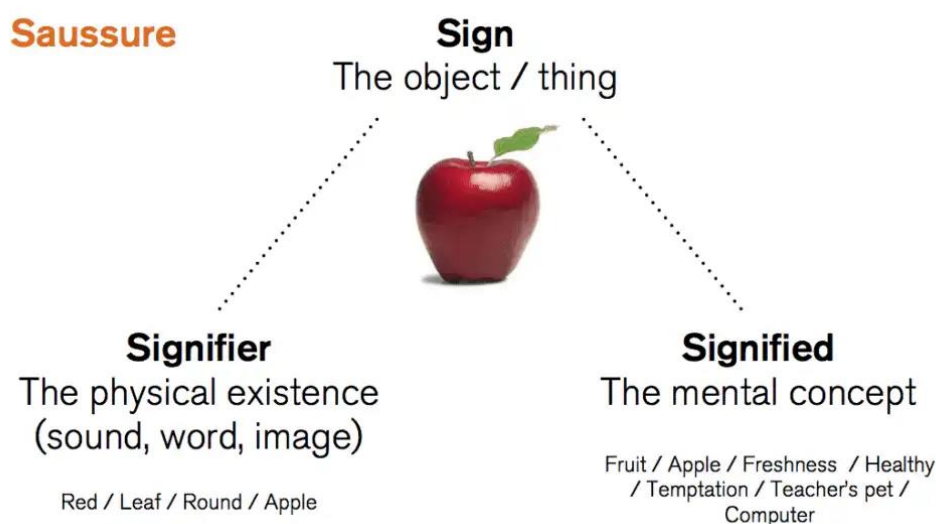 Saussure
Sign
The object / thing
Signifier
The physical existence
(sound, word, image)
Red / Leaf / Round / Apple
Signified
The mental concept
Fruit / Apple / Freshness / Healthy
/ Temptation / Teacher's pet /
Computer